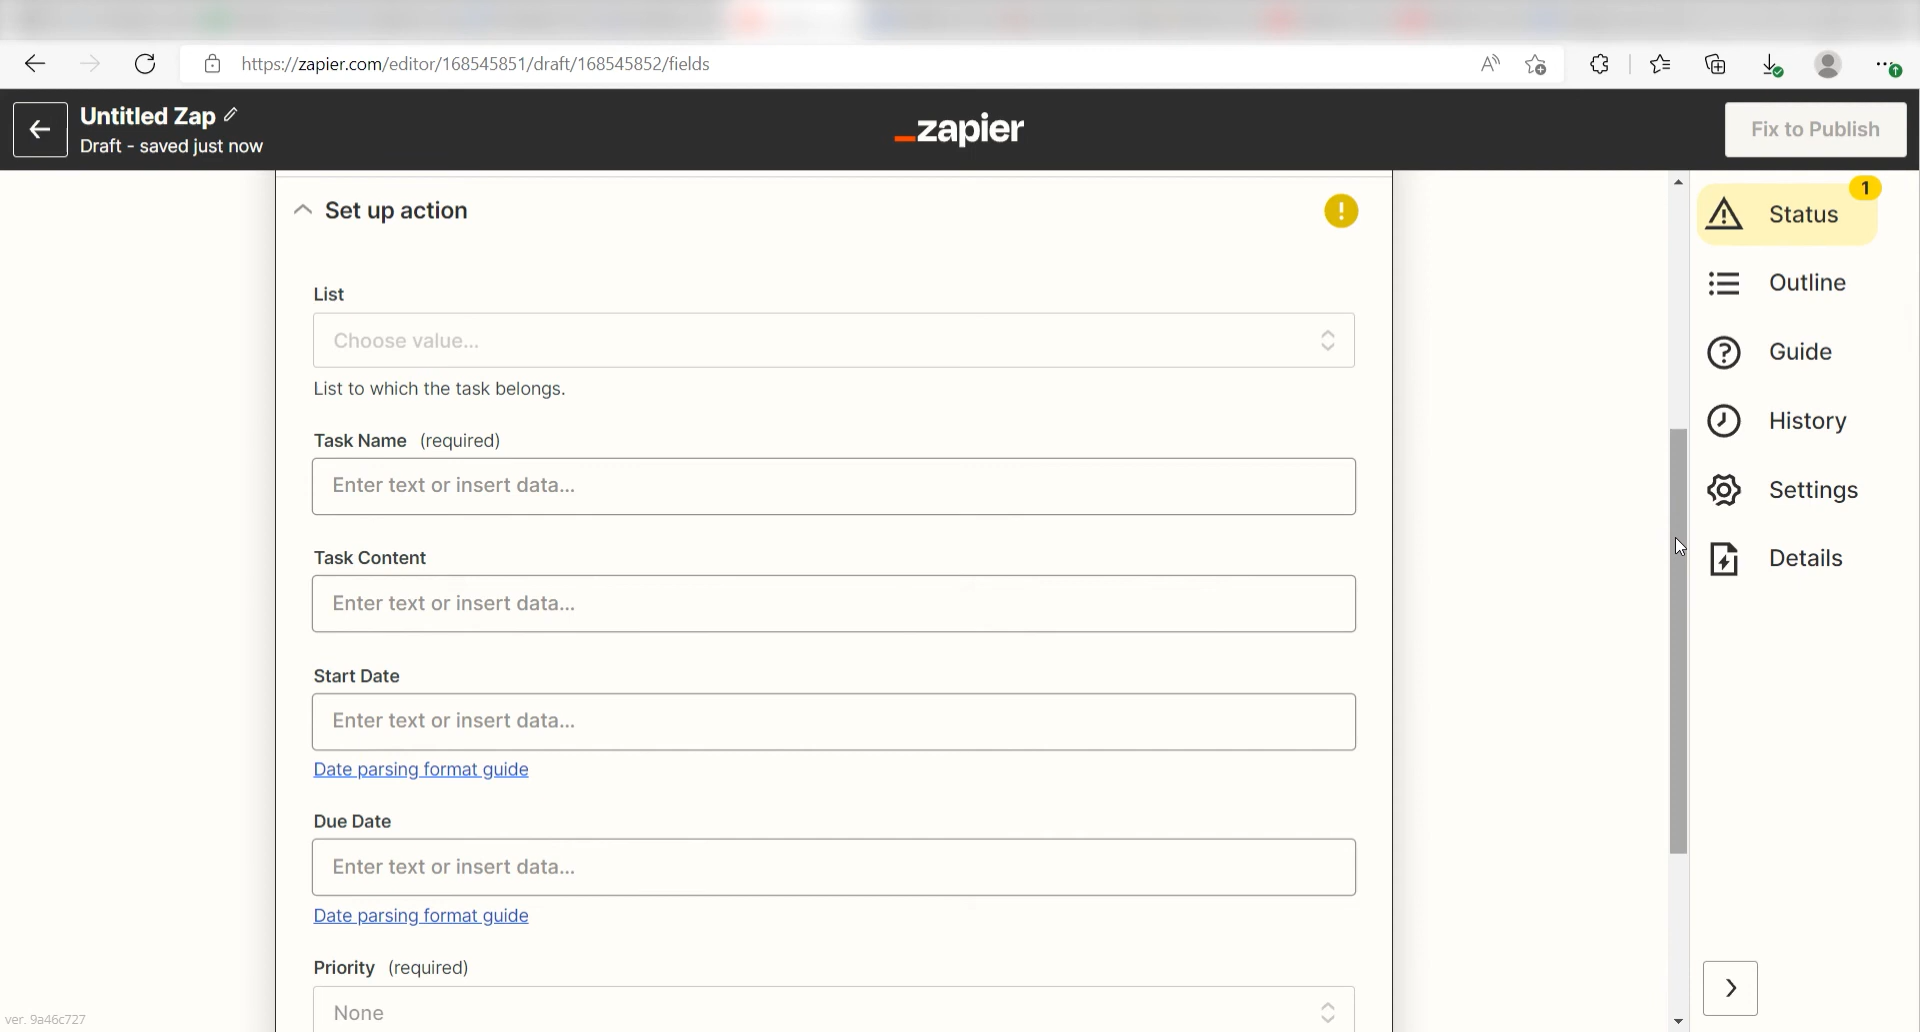 https://zapier.com/editor/168545851/draft/168545852/fields
Untitled Zap
Draft - saved just now
_zapier
Fix to Publish
Set up action
!
List
Choose value...
List to which the task belongs.
Task Name (required)
Enter text or insert data...
Task Content
Enter text or insert data...
Start Date
Enter text or insert data...
Date parsing format guide
Due Date
Enter text or insert data...
Date parsing format guide
Priority (required)
None
1
Status
Outline
Guide
History
Settings
Details
ver. 9a46c727